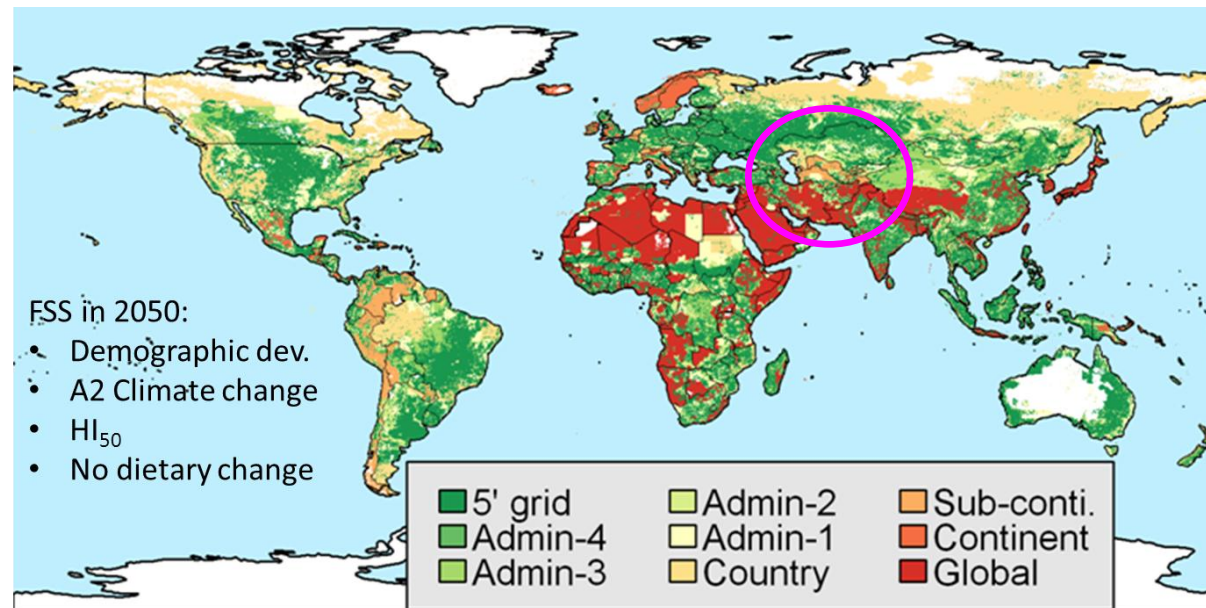 FSS in 2050:
• Demographic dev.
• A2 Climate change
• HI₅₀
• No dietary change
5' grid
Admin-4
Admin-3
Admin-2
Admin-1
Country
Sub-conti.
Continent
Global